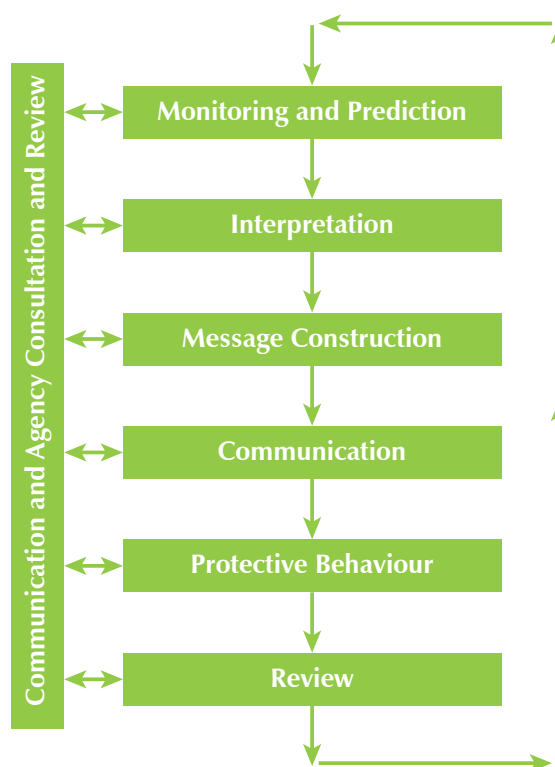 Communication and Agency Consultation and Review
Monitoring and Prediction
Interpretation
Message Construction
Communication
Protective Behaviour
Review